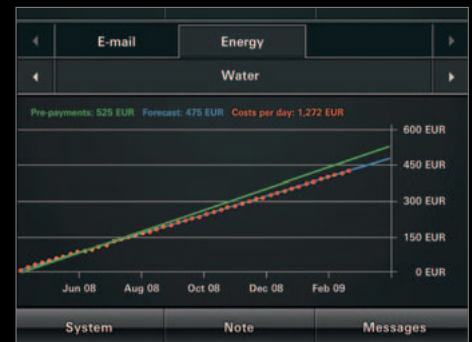 E-mail Energy
Water
Pre-payments: 525 EUR Forecast: 475 EUR Costs per day: 1,272 EUR
600 EUR
450 EUR
300 EUR
150 EUR
0 EUR
Jun 08 Aug 08 Oct 08 Dec 08 Feb 09
System Note Messages